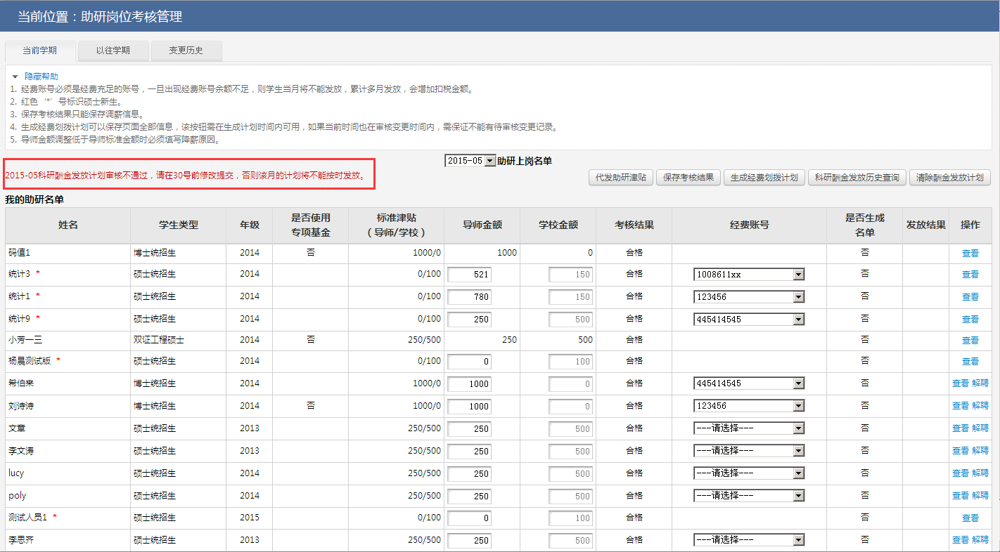 当前位置：助研岗位考核管理
当前学期 以往学期 变更历史
隐藏帮助
1. 经费账号必须是经费充足的账号，一旦出现经费账号余额不足，则学生当月将不能发放，累计多月发放，会增加扣税金额。
2. 红色‘*’号标识硕士新生。
3. 保存考核结果只能保存调薪信息。
4. 生成经费划拨计划可以保存页面全部信息，该按钮需在生成计划时间内可用，如果当前时间也在审核变更时间内，需保证不能有待审核变更记录。
5. 导师金额调整低于导师标准金额时必须填写降薪原因。
2015-05 助研上岗名单
2015-05科研酬金发放计划审核不通过，请在30号前修改提交，否则该月的计划将不能按时发放。
代发助研津贴 保存考核结果 生成经费划拨计划 科研酬金发放历史查询 清除酬金发放计划
我的助研名单
姓名 学生类型 年级 是否使用专项基金 标准津贴（导师/学校） 导师金额 学校金额 考核结果 经费账号 是否生成名单 发放结果 操作
码值1 博士统招生 2014 否 1000/0 1000 0 合格 否 查看
统计3 * 硕士统招生 2014 0/100 521 150 合格 1008611xx 否 查看
统计1 * 硕士统招生 2014 0/100 780 150 合格 123456 否 查看
统计9 * 硕士统招生 2014 0/100 250 500 合格 445414545 否 查看
小芳一三 双证工程硕士 2014 否 250/500 250 500 合格 否 查看
杨晨测试版 * 硕士统招生 2014 0/100 0 100 合格 否 查看
希伯来 博士统招生 2014 1000/0 1000 0 合格 445414545 否 查看 解聘
刘诗诗 博士统招生 2014 否 1000/0 1000 0 合格 123456 否 查看 解聘
文章 硕士统招生 2013 250/500 250 500 合格 ---请选择--- 否 查看 解聘
李文涛 硕士统招生 2013 250/500 250 500 合格 ---请选择--- 否 查看 解聘
lucy 硕士统招生 2014 250/500 250 500 合格 ---请选择--- 否 查看 解聘
poly 硕士统招生 2014 250/500 250 500 合格 ---请选择--- 否 查看 解聘
测试人员1 * 硕士统招生 2015 0/100 0 100 合格 否 查看
李思齐 硕士统招生 2013 250/500 250 500 合格 ---请选择--- 否 查看 解聘